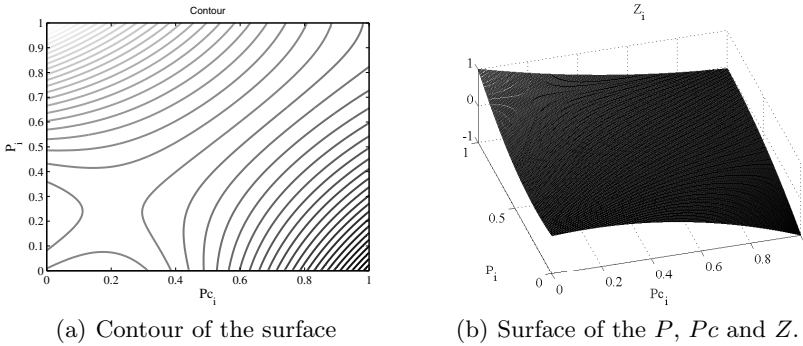 Contour
1
0.9
0.8
0.7
0.6
0.5
0.4
0.3
0.2
0.1
0
P_i
0 0.2 0.4 0.6 0.8 1
Pc_i
(a) Contour of the surface
Z_i
1
0
-1
1
0.5
0
P_i
0 0.2 0.4 0.6 0.8
Pc_i
(b) Surface of the P, Pc and Z.